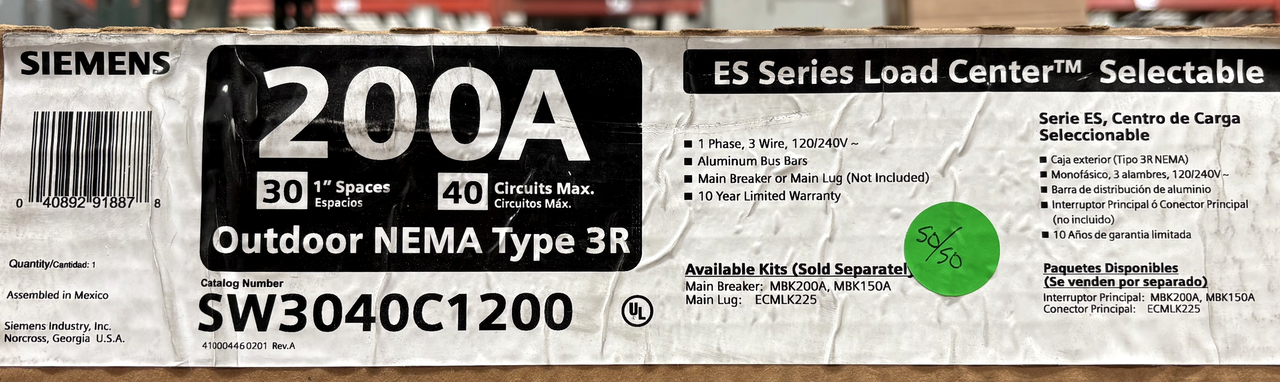 SIEMENS
0 40892 91887 8
Quantity/Cantidad: 1
Assembled in Mexico
Siemens Industry, Inc.
Norcross, Georgia U.S.A.
200A
30 1” Spaces
Espacios
40 Circuits Max.
Circuitos Máx.
Outdoor NEMA Type 3R
Catalog Number
SW3040C1200
UL
410004460201 Rev.A
ES Series Load Center™ Selectable
■ 1 Phase, 3 Wire, 120/240V ~
■ Aluminum Bus Bars
■ Main Breaker or Main Lug (Not Included)
■ 10 Year Limited Warranty
50/50
Available Kits (Sold Separatel
Main Breaker: MBK200A, MBK150A
Main Lug: ECMLK225
Serie ES, Centro de Carga
Seleccionable
■ Caja exterior (Tipo 3R NEMA)
■ Monofásico, 3 alambres, 120/240V ~
■ Barra de distribución de aluminio
■ Interruptor Principal ó Conector Principal
(no incluido)
■ 10 Años de garantia limitada
Paquetes Disponibles
(Se venden por separado)
Interruptor Principal: MBK200A, MBK150A
Conector Principal: ECMLK225